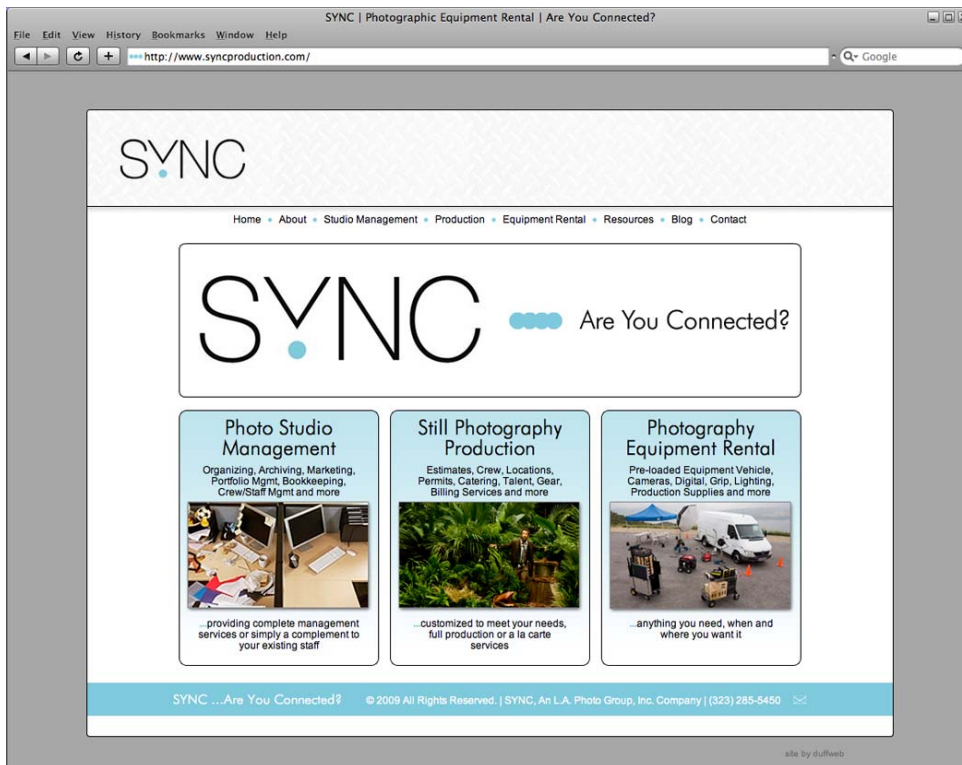 SYNC | Photographic Equipment Rental | Are You Connected?
File Edit View History Bookmarks Window Help
http://www.syncproduction.com/
Google
SYNC
Home • About • Studio Management • Production • Equipment Rental • Resources • Blog • Contact
SYNC Are You Connected?
Photo Studio
Management
Organizing, Archiving, Marketing,
Portfolio Mgmt, Bookkeeping,
Crew/Staff Mgmt and more
...providing complete management
services or simply a complement to
your existing staff
Still Photography
Production
Estimates, Crew, Locations,
Permits, Catering, Talent, Gear,
Billing Services and more
...customized to meet your needs,
full production or a la carte
services
Photography
Equipment Rental
Pre-loaded Equipment Vehicle,
Cameras, Digital, Grip, Lighting,
Production Supplies and more
...anything you need, when and
where you want it
SYNC ...Are You Connected? © 2009 All Rights Reserved. | SYNC, An L.A. Photo Group, Inc. Company | (323) 285-5450
site by duffweb